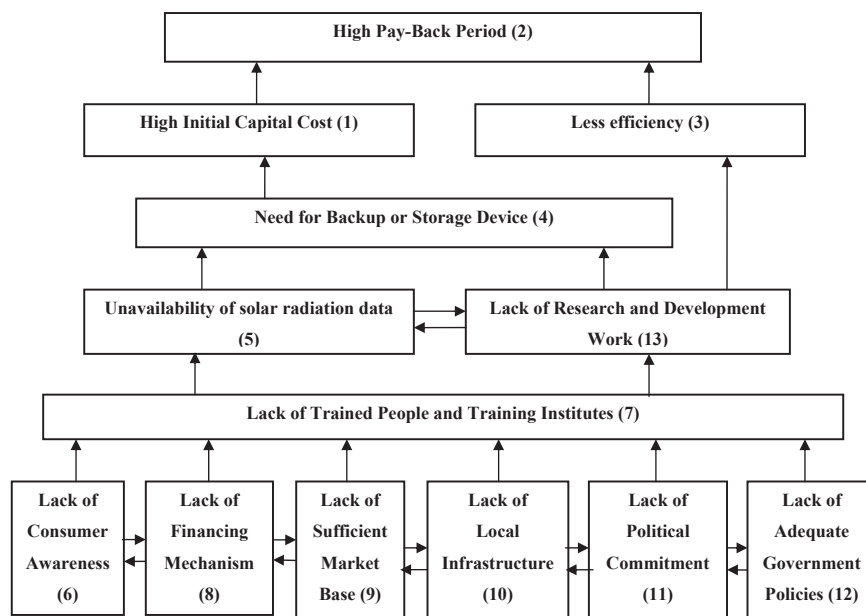 High Pay-Back Period (2)
High Initial Capital Cost (1)
Less efficiency (3)
Need for Backup or Storage Device (4)
Unavailability of solar radiation data
(5)
Lack of Research and Development
Work (13)
Lack of Trained People and Training Institutes (7)
Lack of
Consumer
Awareness
(6)
Lack of
Financing
Mechanism
(8)
Lack of
Sufficient
Market
Base (9)
Lack of
Local
Infrastructure
(10)
Lack of
Political
Commitment
(11)
Lack of
Adequate
Government
Policies (12)